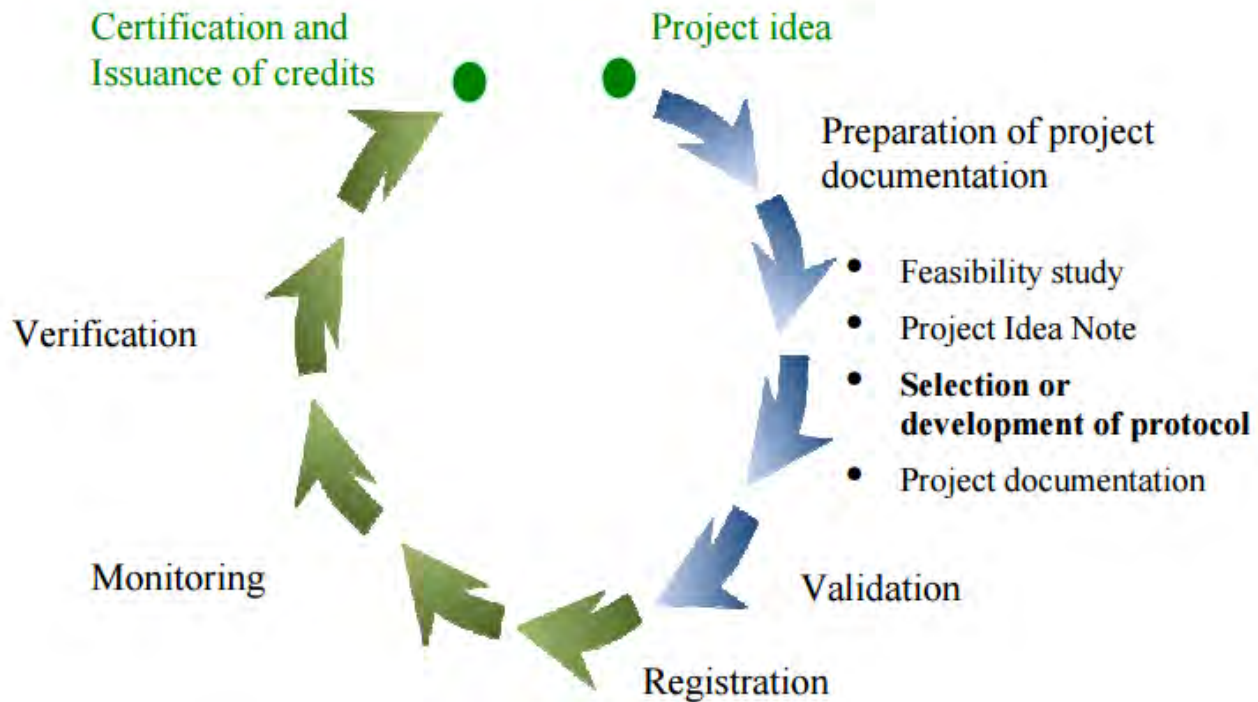 Certification and
Issuance of credits
Project idea
Preparation of project
documentation
• Feasibility study
• Project Idea Note
• Selection or
development of protocol
• Project documentation
Validation
Registration
Monitoring
Verification